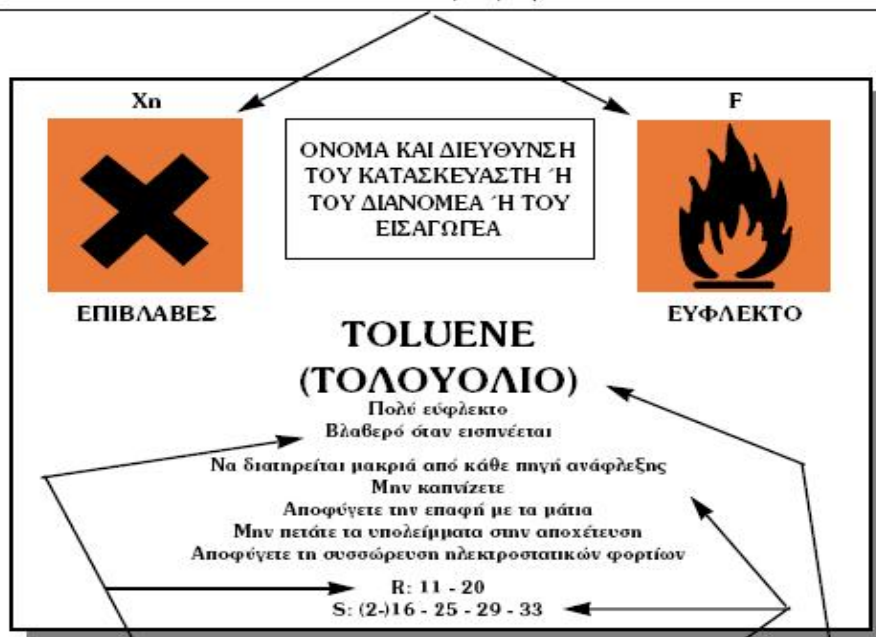 Xn
F
ΟΝΟΜΑ ΚΑΙ ΔΙΕΥΘΥΝΣΗ
ΤΟΥ ΚΑΤΑΣΚΕΥΑΣΤΗ Ή
ΤΟΥ ΔΙΑΝΟΜΕΑ Ή ΤΟΥ
ΕΙΣΑΓΩΓΕΑ
ΕΠΙΒΛΑΒΕΣ
ΕΥΦΛΕΚΤΟ
TOLUENE
(ΤΟΛΟΥΟΛΙΟ)
Πολύ εύφλεκτο
Βλαβερό όταν εισπνέεται
Να διατηρείται μακριά από κάθε πηγή ανάφλεξης
Μην καπνίζετε
Αποφύγετε την επαφή με τα μάτια
Μην πετάτε τα υπολείμματα στην αποχέτευση
Αποφύγετε τη συσσώρευση ηλεκτροστατικών φορτίων
R: 11 - 20
S: (2-)16 - 25 - 29 - 33